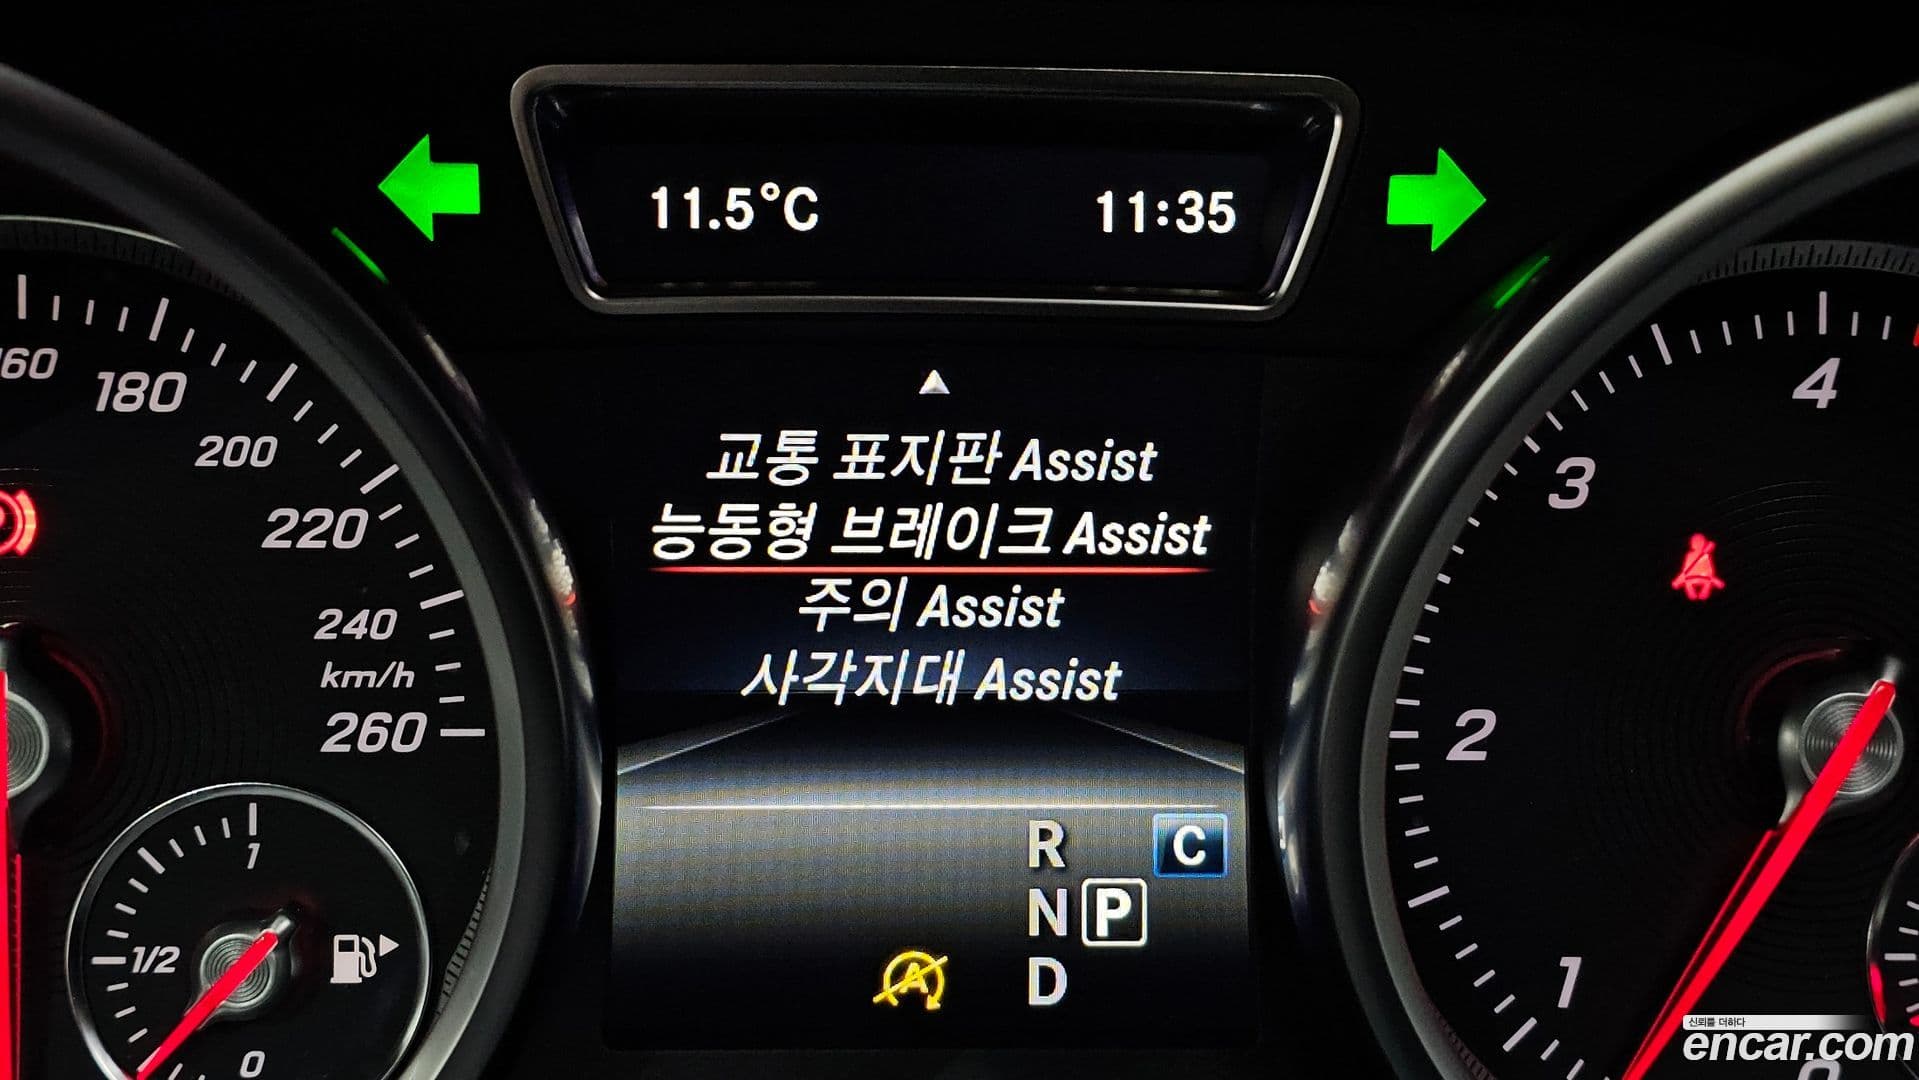 11.5°C 11:35
교통 표지판 Assist
능동형 브레이크 Assist
주의 Assist
사각지대 Assist
R C
N P
D
A
180
200
220
240
km/h
260
1
1/2
0
4
3
2
1
신뢰를 더하다
encar.com